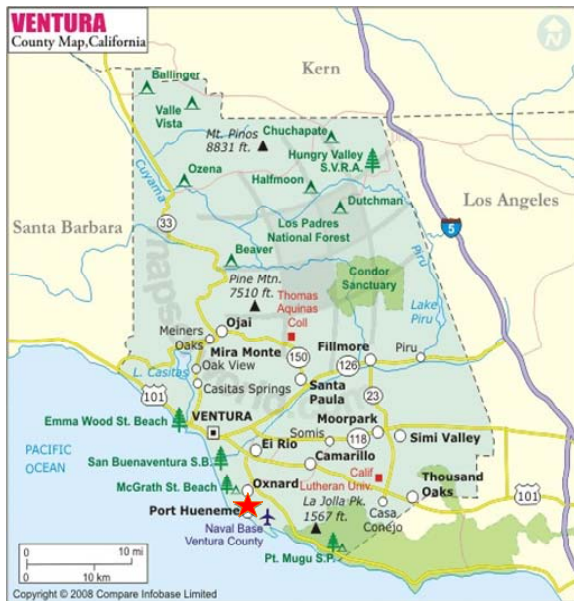 VENTURA
County Map,California
Kern
Ballinger
Valle
Vista
Mt. Pinos
8831 ft.
Chuchapate
Hungry Valley
S.V.R.A.
Cuyama
Ozena
Halfmoon
Dutchman
Los Angeles
Santa Barbara
33
Los Padres
National Forest
5
Beaver
Piru
Pine Mtn.
7510 ft.
Condor
Sanctuary
Thomas
Aquinas
Coll
Lake
Piru
Ojai
Meiners
Oaks
Mira Monte
150
Fillmore
126
Piru
L. Casitas
Oak View
Casitas Springs
Santa
Paula
101
23
Emma Wood St. Beach
VENTURA
Moorpark
Somis
118
Simi Valley
PACIFIC
OCEAN
El Rio
San Buenaventura S.B.
Camarillo
Calif
Lutheran Univ.
Thousand
Oaks
101
McGrath St. Beach
Oxnard
La Jolla Pk.
1567 ft.
Casa
Conejo
Port Hueneme
Naval Base
Ventura County
Pt. Mugu S.P.
0
10 mi
0
10 km
Copyright © 2008 Compare Infobase Limited